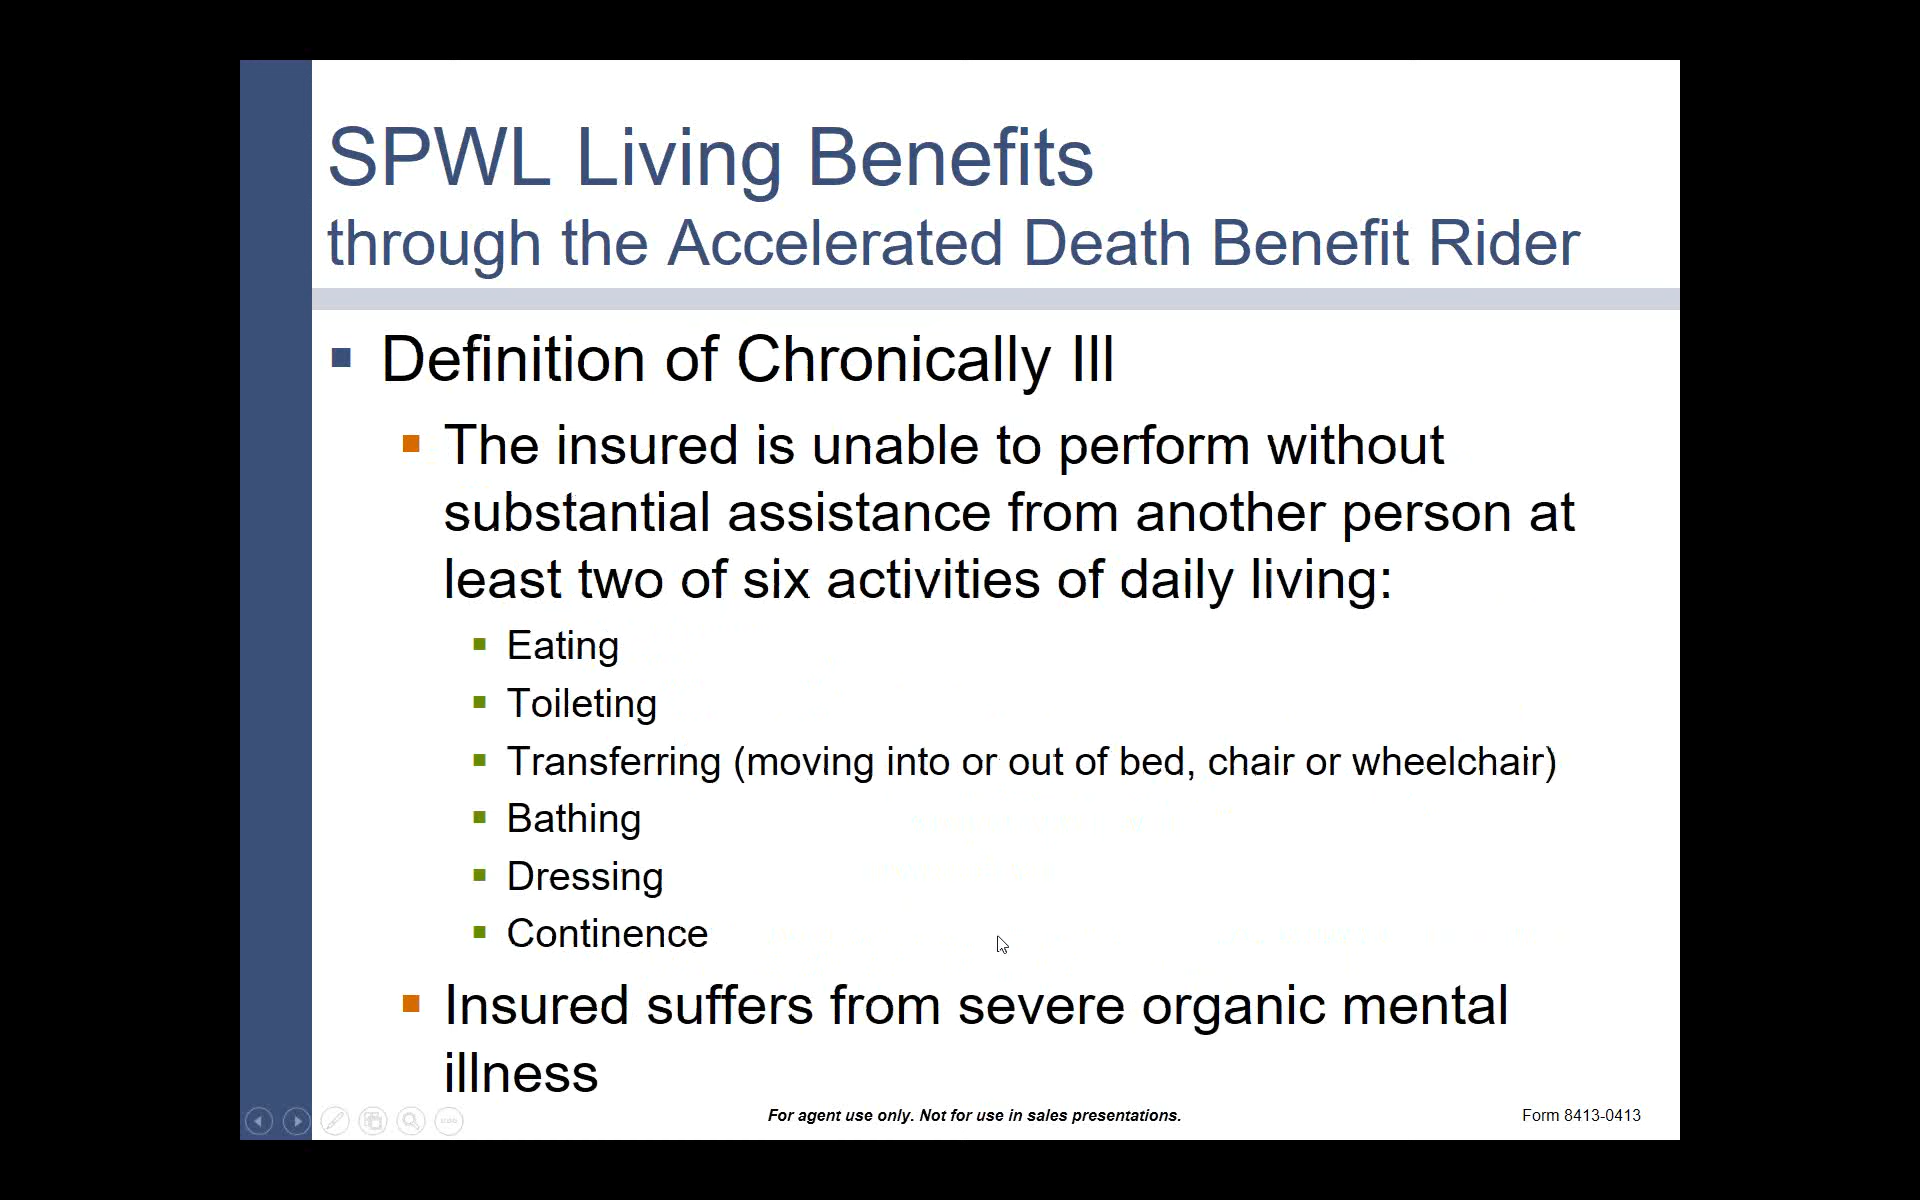 SPWL Living Benefits
through the Accelerated Death Benefit Rider
Definition of Chronically Ill
The insured is unable to perform without
substantial assistance from another person at
least two of six activities of daily living:
Eating
Toileting
Transferring (moving into or out of bed, chair or wheelchair)
Bathing
Dressing
Continence
Insured suffers from severe organic mental
illness
For agent use only. Not for use in sales presentations.
Form 8413-0413